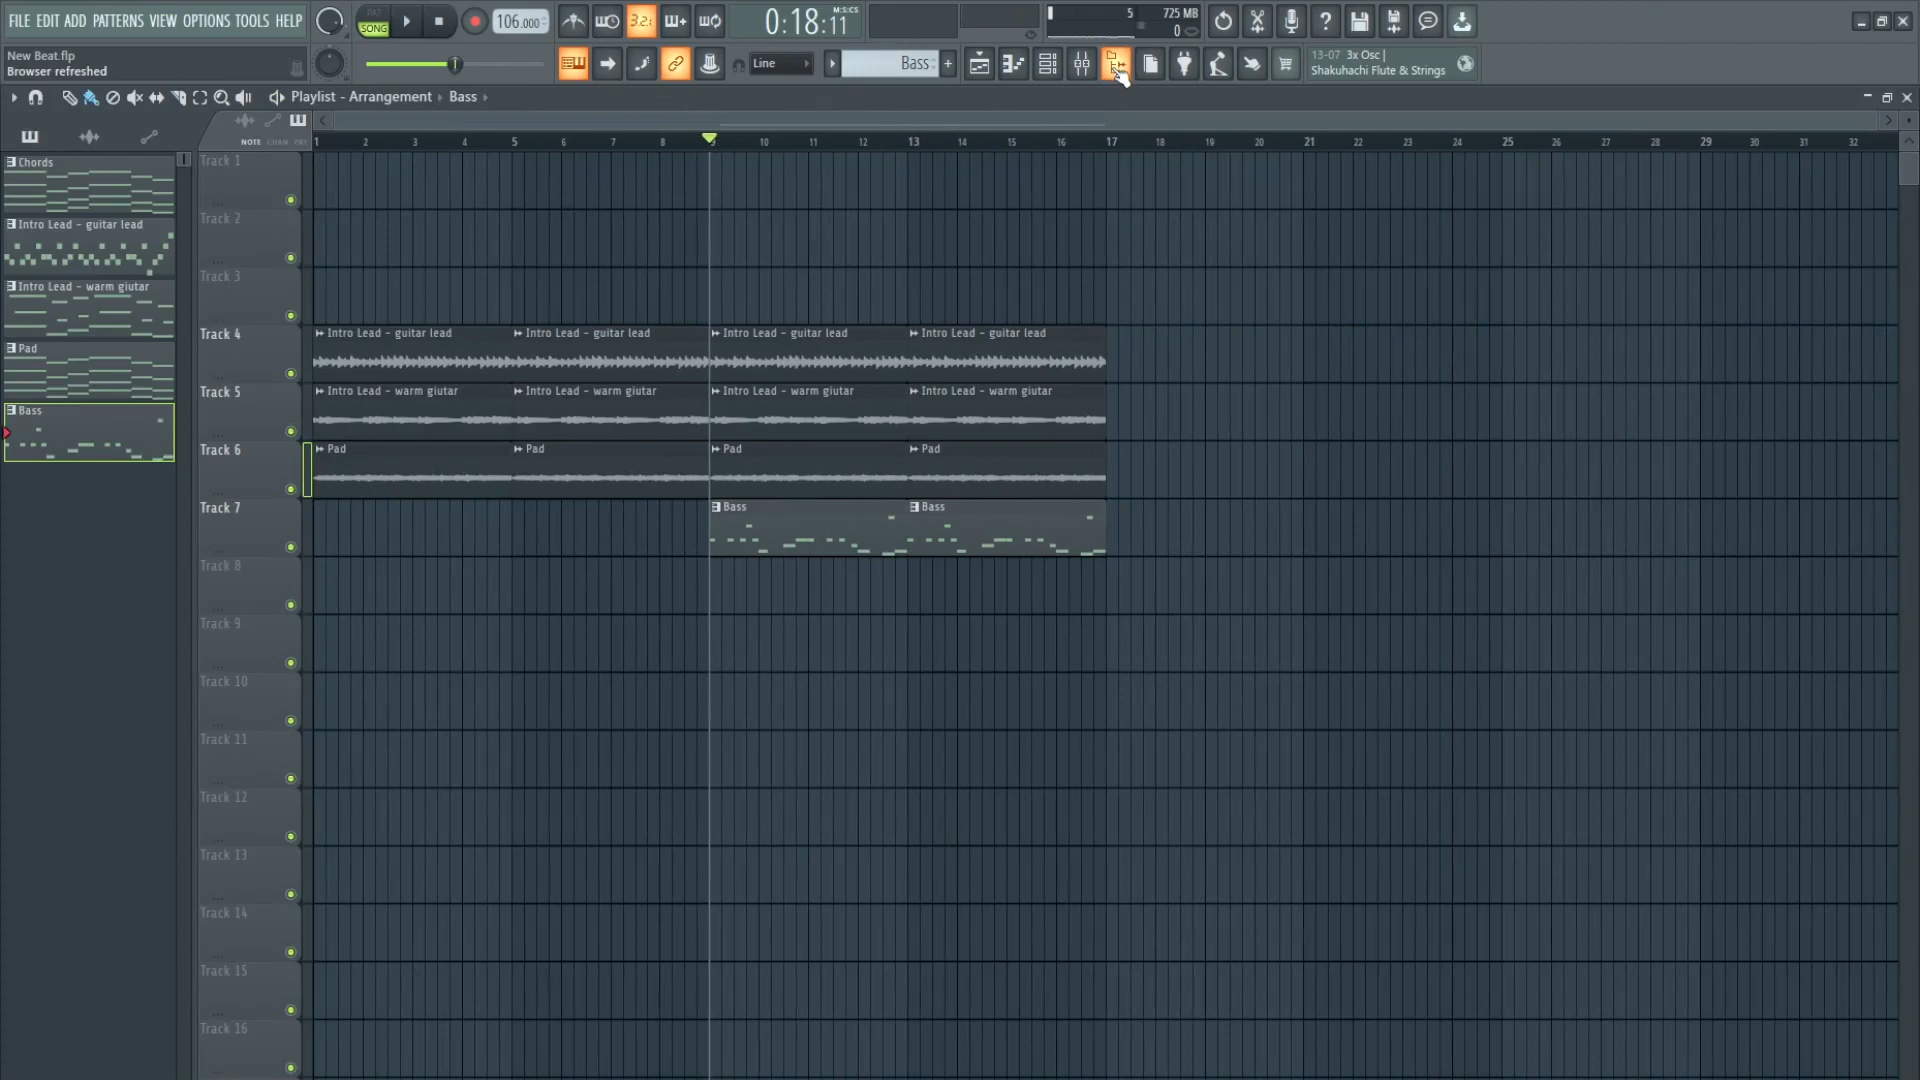 FILE EDIT ADD PATTERNS VIEW OPTIONS TOOLS HELP
PAT
SONG
106.000
3.2:
0:18:11
M:S:CS
5
725 MB
0
New Beat.flp
Browser refreshed
Line
Bass
13-07 3x Osc |
Shakuhachi Flute & Strings
Playlist - Arrangement › Bass ›
NOTE CHAN PAT
1 2 3 4 5 6 7 8 9 10 11 12 13 14 15 16 17 18 19 20 21 22 23 24 25 26 27 28 29 30 31 32
Chords
Intro Lead - guitar lead
Intro Lead - warm giutar
Pad
Bass
Track 1
Track 2
Track 3
Track 4
Intro Lead - guitar lead Intro Lead - guitar lead Intro Lead - guitar lead Intro Lead - guitar lead
Track 5
Intro Lead - warm giutar Intro Lead - warm giutar Intro Lead - warm giutar Intro Lead - warm giutar
Track 6
Pad Pad Pad Pad
Track 7
Bass Bass
Track 8
Track 9
Track 10
Track 11
Track 12
Track 13
Track 14
Track 15
Track 16